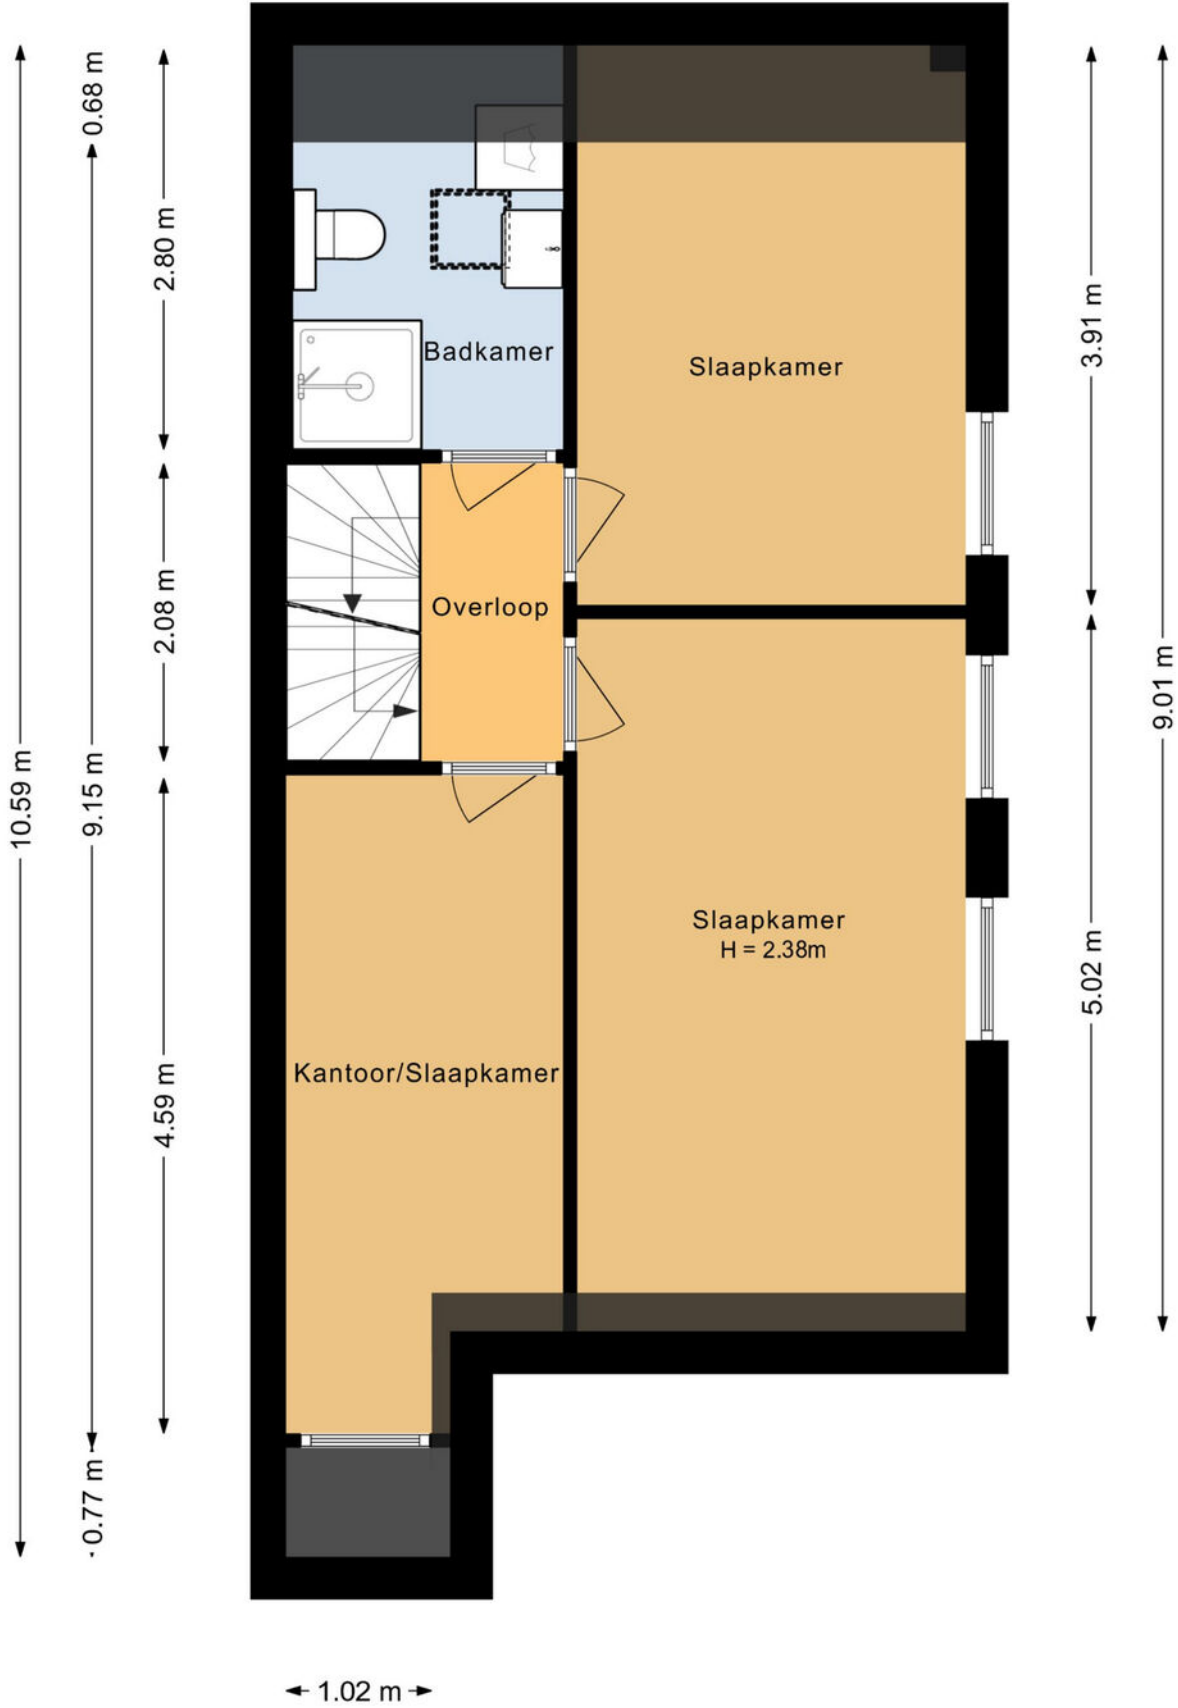 10.59 m
0.68 m
9.15 m
0.77 m
2.80 m
2.08 m
4.59 m
Badkamer
Slaapkamer
Overloop
Slaapkamer
H = 2.38m
Kantoor/Slaapkamer
3.91 m
5.02 m
9.01 m
1.02 m